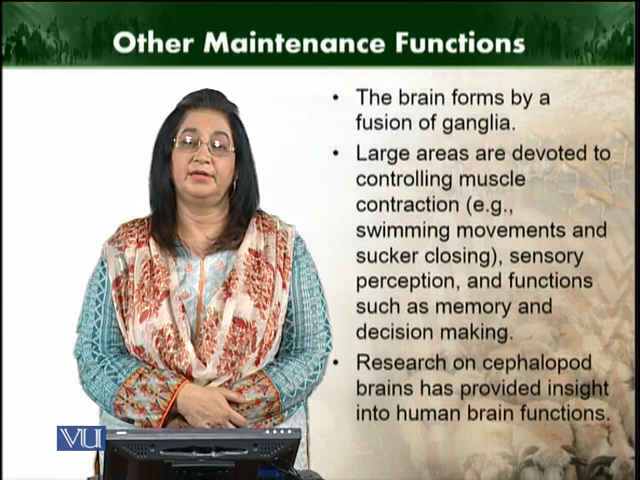 Other Maintenance Functions
• The brain forms by a
fusion of ganglia.
• Large areas are devoted to
controlling muscle
contraction (e.g.,
swimming movements and
sucker closing), sensory
perception, and functions
such as memory and
decision making.
• Research on cephalopod
brains has provided insight
into human brain functions.
VU